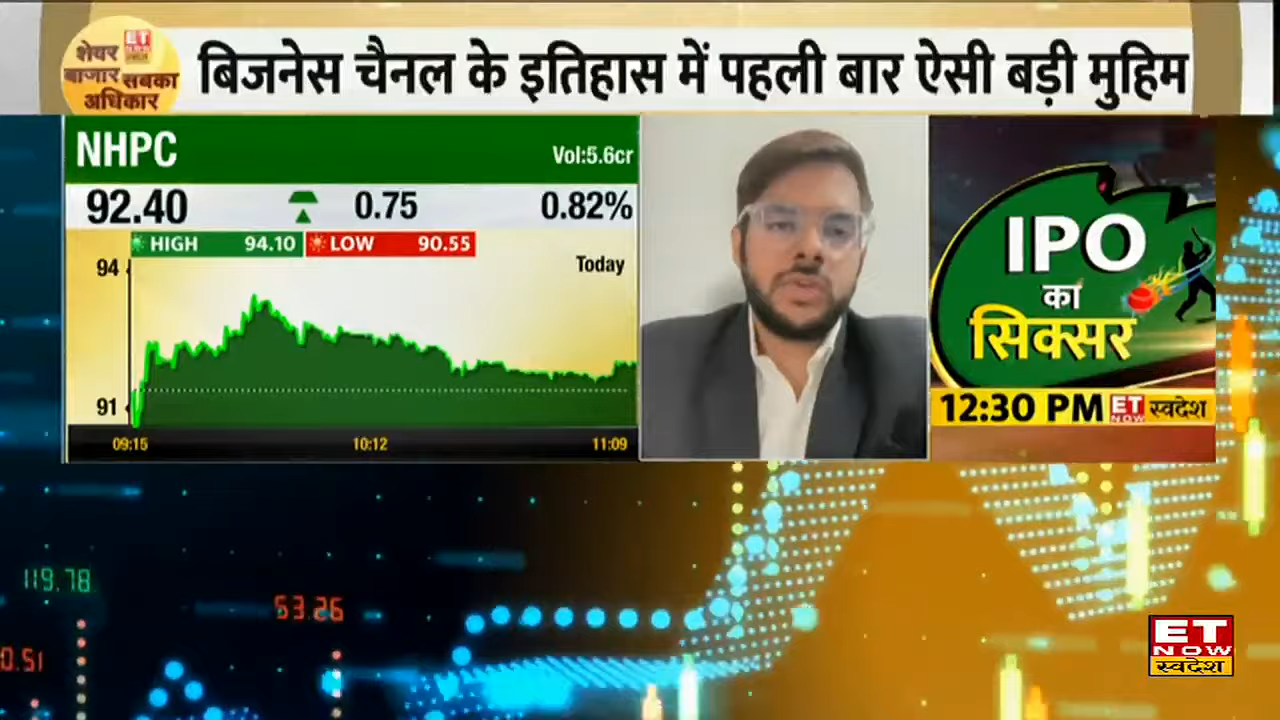 शेयर
ET
NOW
बाजार सबका
अधिकार
बिजनेस चैनल के इतिहास में पहली बार ऐसी बड़ी मुहिम
NHPC
Vol:5.6cr
92.40 0.75 0.82%
HIGH 94.10 LOW 90.55
Today
94
91
09:15 10:12 11:09
IPO
का
सिक्सर
12:30 PM ET NOW स्वदेश
119.78
53.26
0.51
ET
NOW
स्वदेश